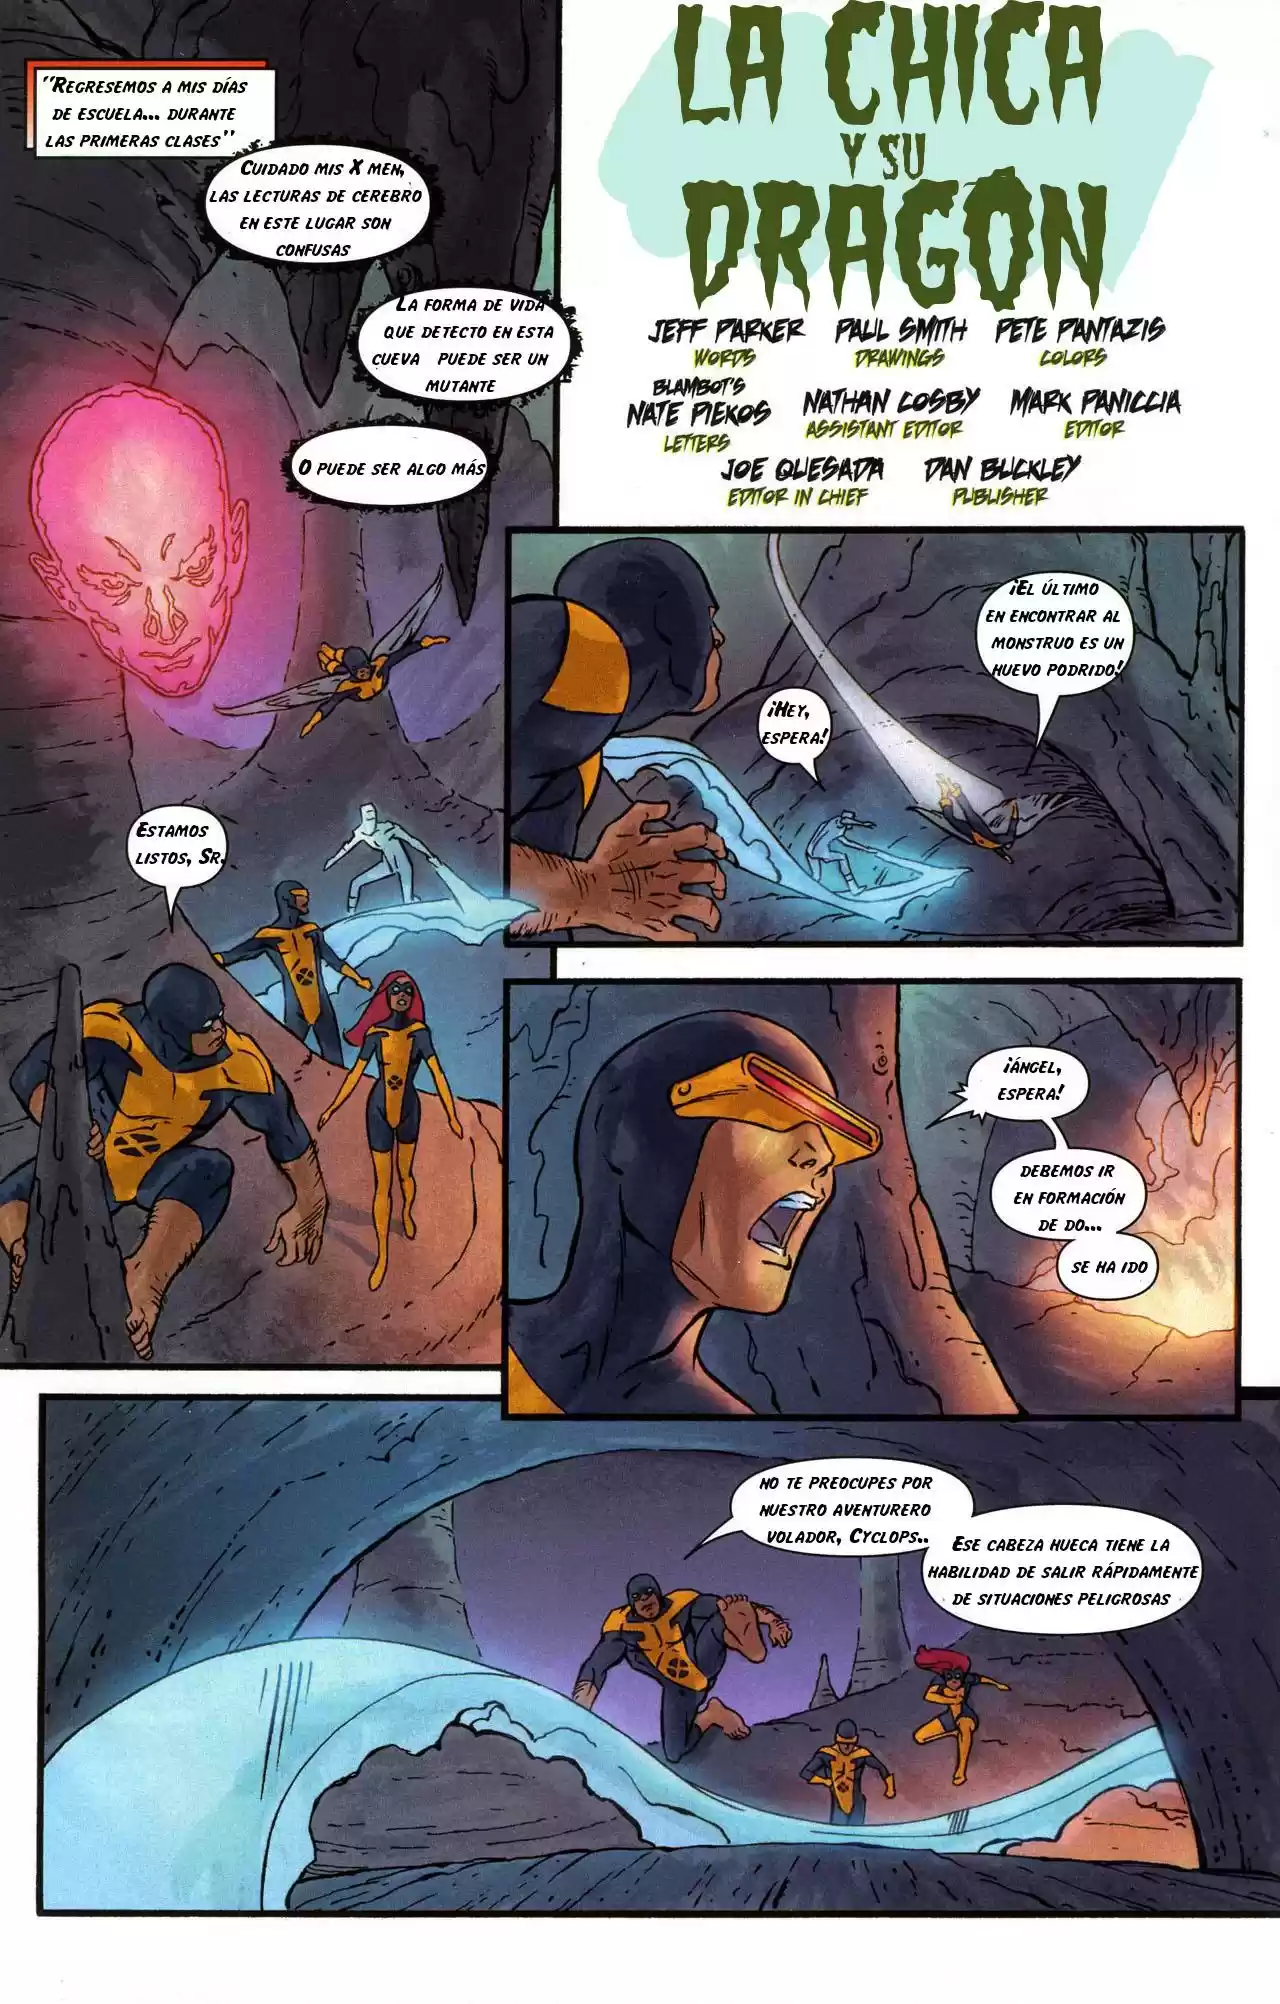 "Regresemos a mis días
de escuela... durante
las primeras clases"
Cuidado mis X men,
las lecturas de cerebro
en este lugar son
confusas
La forma de vida
que detecto en esta
cueva puede ser un
mutante
O puede ser algo más
Estamos
listos, Sr.
LA CHICA
Y SU
DRAGÓN
JEFF PARKER
WORDS
PAUL SMITH
DRAWINGS
PETE PANTAZIS
COLORS
BLAMBOT'S
NATE PIEKOS
LETTERS
NATHAN COSBY
ASSISTANT EDITOR
MARK PANICCIA
EDITOR
JOE QUESADA
EDITOR IN CHIEF
DAN BUCKLEY
PUBLISHER
¡Hey,
espera!
¡El último
en encontrar al
monstruo es un
huevo podrido!
¡ángel,
espera!
debemos ir
en formación
de do...
se ha ido
no te preocupes por
nuestro aventurero
volador, Cyclops..
Ese cabeza hueca tiene la
habilidad de salir rápidamente
de situaciones peligrosas